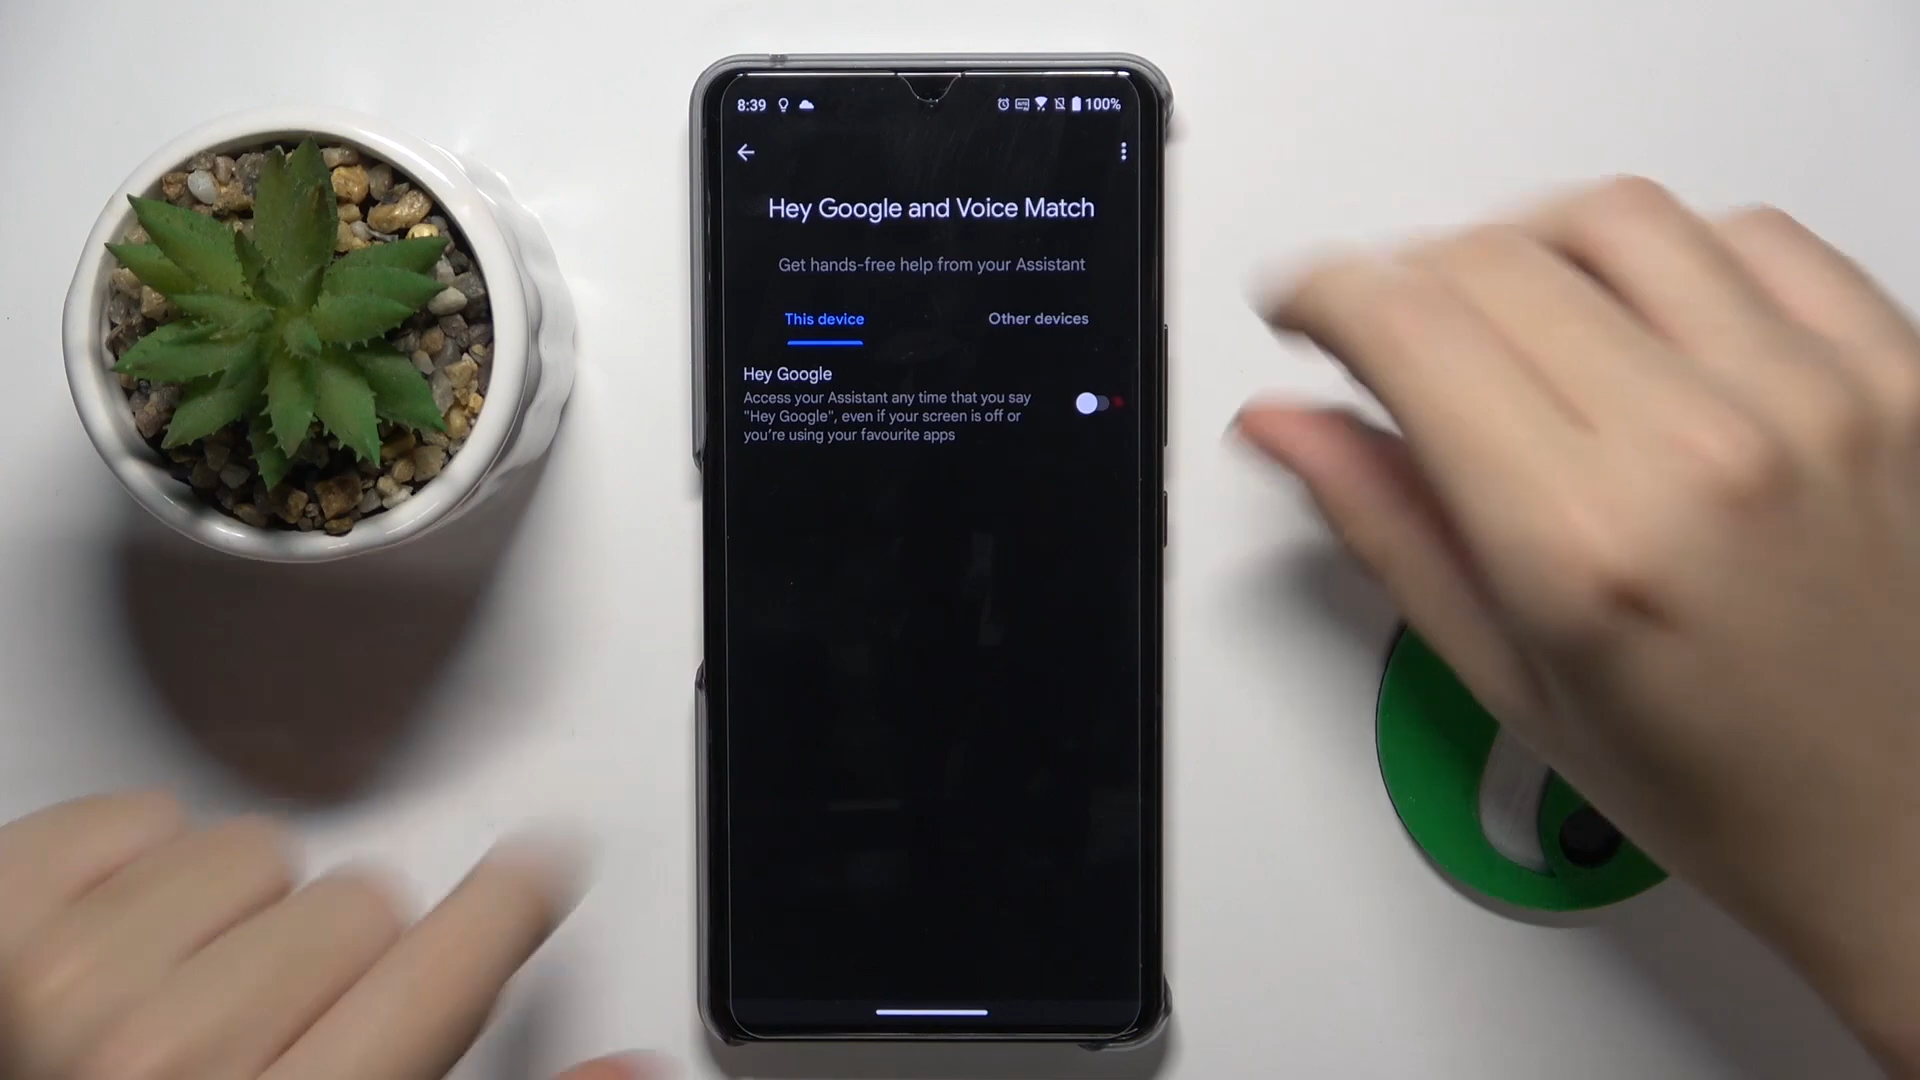 8:39
100%
Hey Google and Voice Match
Get hands-free help from your Assistant
This device
Other devices
Hey Google
Access your Assistant any time that you say
"Hey Google", even if your screen is off or
you're using your favourite apps